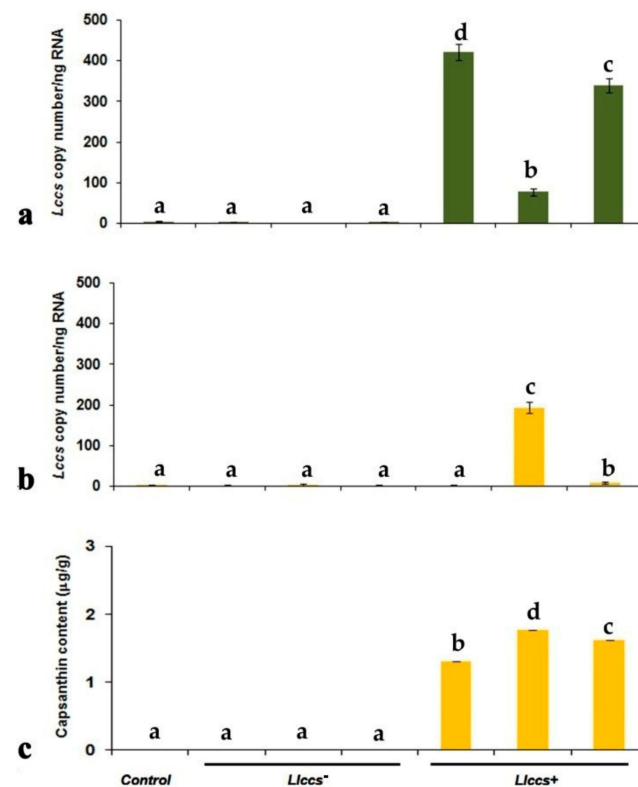 500
400
300
200
100
0
Lccs copy number/ng RNA
a
a a a a d b c
500
400
300
200
100
0
Lccs copy number/ng RNA
b
a a a a a c b
3
2
1
0
Capsanthin content (µg/g)
c
a a a a b d c
Control Llccs- Llccs+